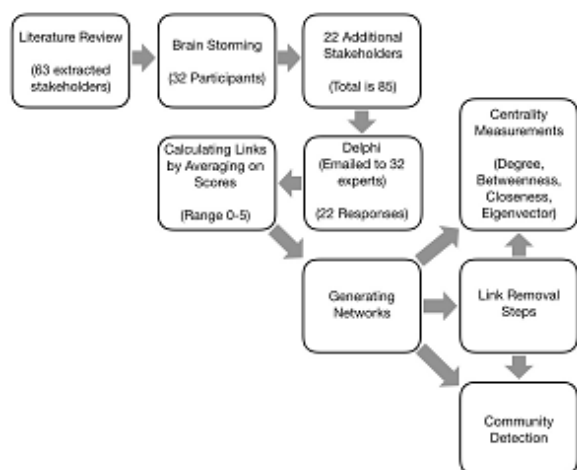 Literature Review
(63 extracted
stakeholders)
Brain Storming
(32 Participants)
22 Additional
Stakeholders
(Total is 85)
Calculating Links
by Averaging on
Scores
(Range 0-5)
Delphi
(Emailed to 32
experts)
(22 Responses)
Centrality
Measurements
(Degree,
Betweenness,
Closeness,
Eigenvector)
Generating
Networks
Link Removal
Steps
Community
Detection